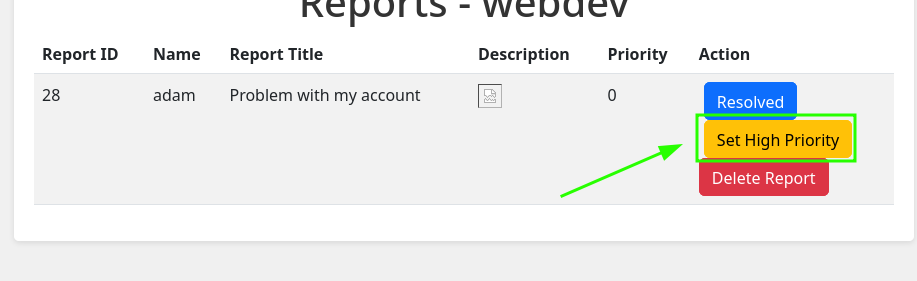 Reports - webdev
Report ID Name Report Title Description Priority Action
28 adam Problem with my account 0 Resolved
Set High Priority
Delete Report